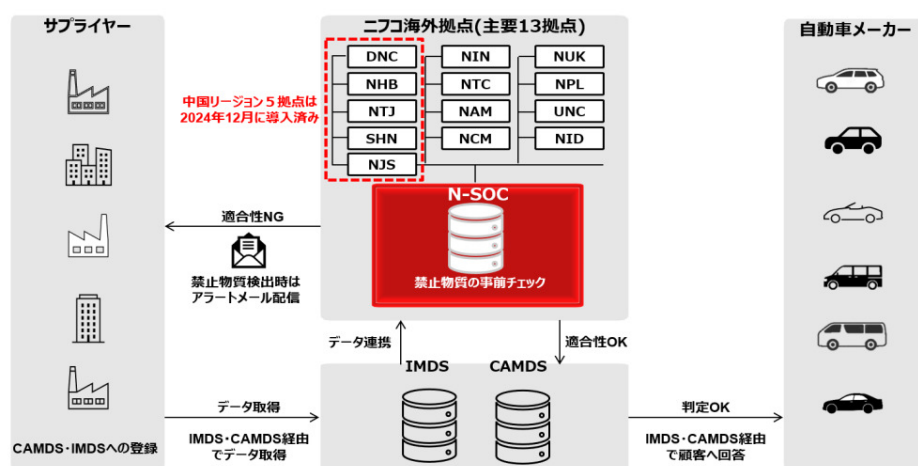 サプライヤー
ニフコ海外拠点(主要13拠点)
自動車メーカー
DNC
NIN
NUK
NHB
NTC
NPL
NTJ
NAM
UNC
SHN
NCM
NID
NJS
中国リージョン5拠点は
2024年12月に導入済み
N-SOC
禁止物質の事前チェック
適合性NG
禁止物質検出時は
アラートメール配信
データ連携
適合性OK
IMDS
CAMDS
データ取得
IMDS・CAMDS経由
でデータ取得
判定OK
IMDS・CAMDS経由
で顧客へ回答
CAMDS・IMDSへの登録